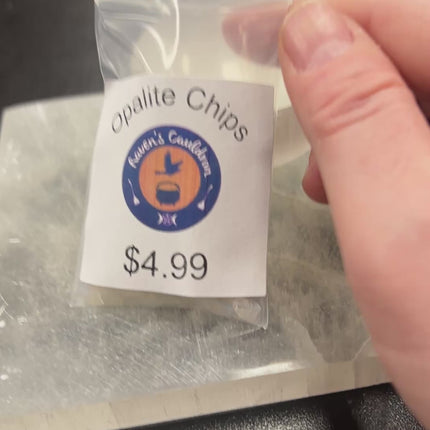 Opalite Chips
Raven's Cauldron
$4.99